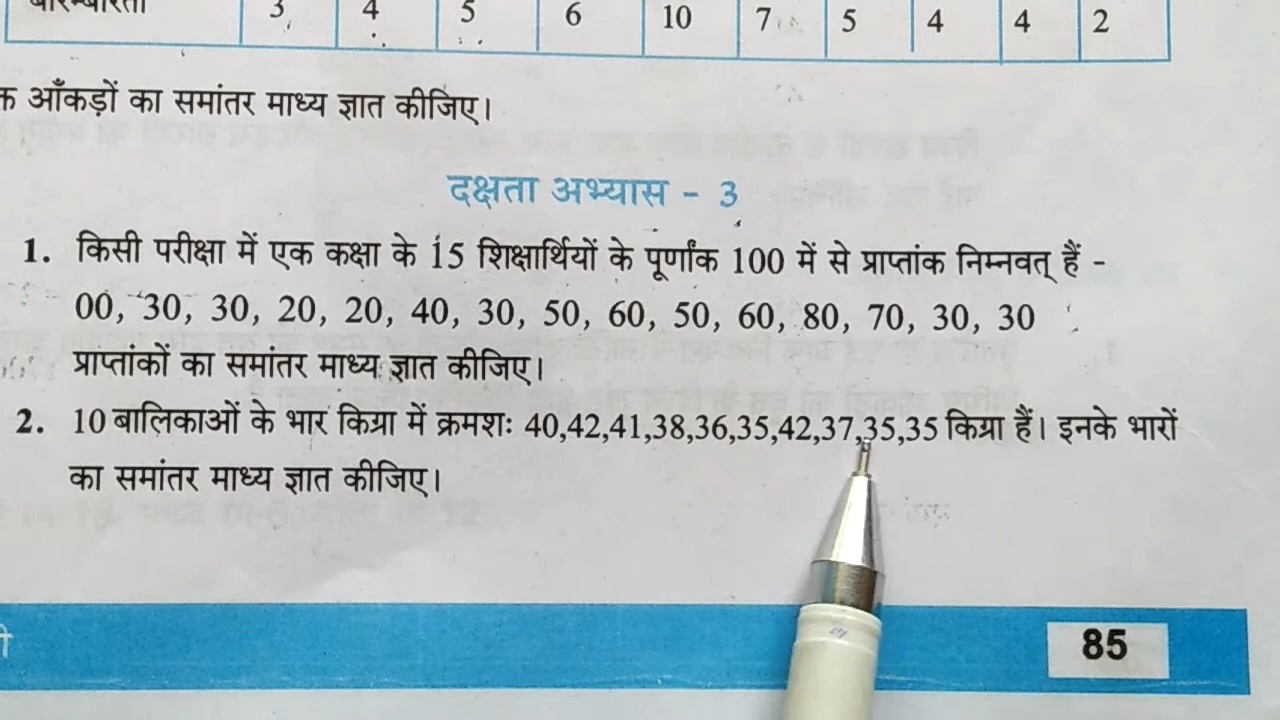 बारम्बारता 3 4 5 6 10 7 5 4 4 2
आँकड़ों का समांतर माध्य ज्ञात कीजिए।
दक्षता अभ्यास - 3
1. किसी परीक्षा में एक कक्षा के 15 शिक्षार्थियों के पूर्णांक 100 में से प्राप्तांक निम्नवत् हैं -
00, 30, 30, 20, 20, 40, 30, 50, 60, 50, 60, 80, 70, 30, 30
प्राप्तांकों का समांतर माध्य ज्ञात कीजिए।
2. 10 बालिकाओं के भार किग्रा में क्रमशः 40,42,41,38,36,35,42,37,35,35 किग्रा हैं। इनके भारों
का समांतर माध्य ज्ञात कीजिए।
85